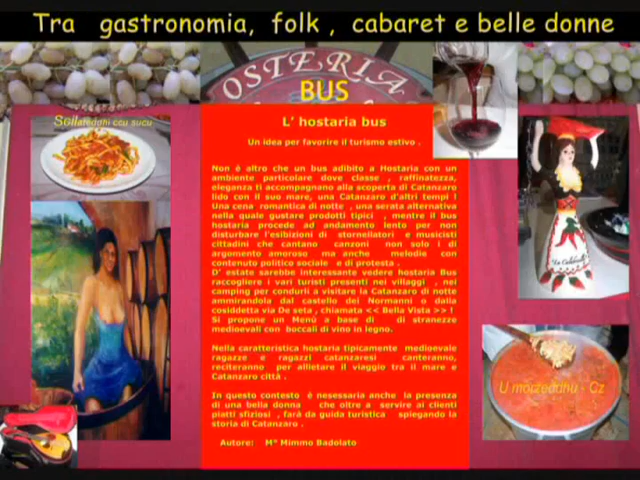 Tra gastronomia, folk , cabaret e belle donne
OSTERIA
BUS
L' hostaria bus
Un idea per favorire il turismo estivo .
Non è altro che un bus adibito a Hostaria con un
ambiente particolare dove classe , raffinatezza,
eleganza ti accompagnano alla scoperta di Catanzaro
lido con il suo mare, una Catanzaro d'altri tempi !
Una cena romantica di notte , una serata alternativa
nella quale gustare prodotti tipici , mentre il bus
hostaria procede ad andamento lento per non
disturbare l'esibizioni di stornellatori e musicisti
cittadini che cantano canzoni non solo l di
argomento amoroso ma anche melodie con
contenuto politico sociale e di protesta .
D' estate sarebbe interessante vedere hostaria Bus
raccogliere i vari turisti presenti nei villaggi , nei
camping per condurli a visitare la Catanzaro di notte
ammirandola dal castello dei Normanni o dalla
cosiddetta via De seta , chiamata << Bella Vista >> !
Si propone un Menù a base di di stranezze
medioevali con boccali di vino in legno.
Nella caratteristica hostaria tipicamente medioevale
ragazze e ragazzi catanzaresi canteranno,
reciteranno per allietare il viaggio tra il mare e
Catanzaro città .
In questo contesto è nesessaria anche la presenza
di una bella donna che oltre a servire ai clienti
piatti sfiziosi , farà da guida turistica spiegando la
storia di Catanzaro .
Autore: M° Mimmo Badolato
ccu sucu
U morzeddhu - Cz